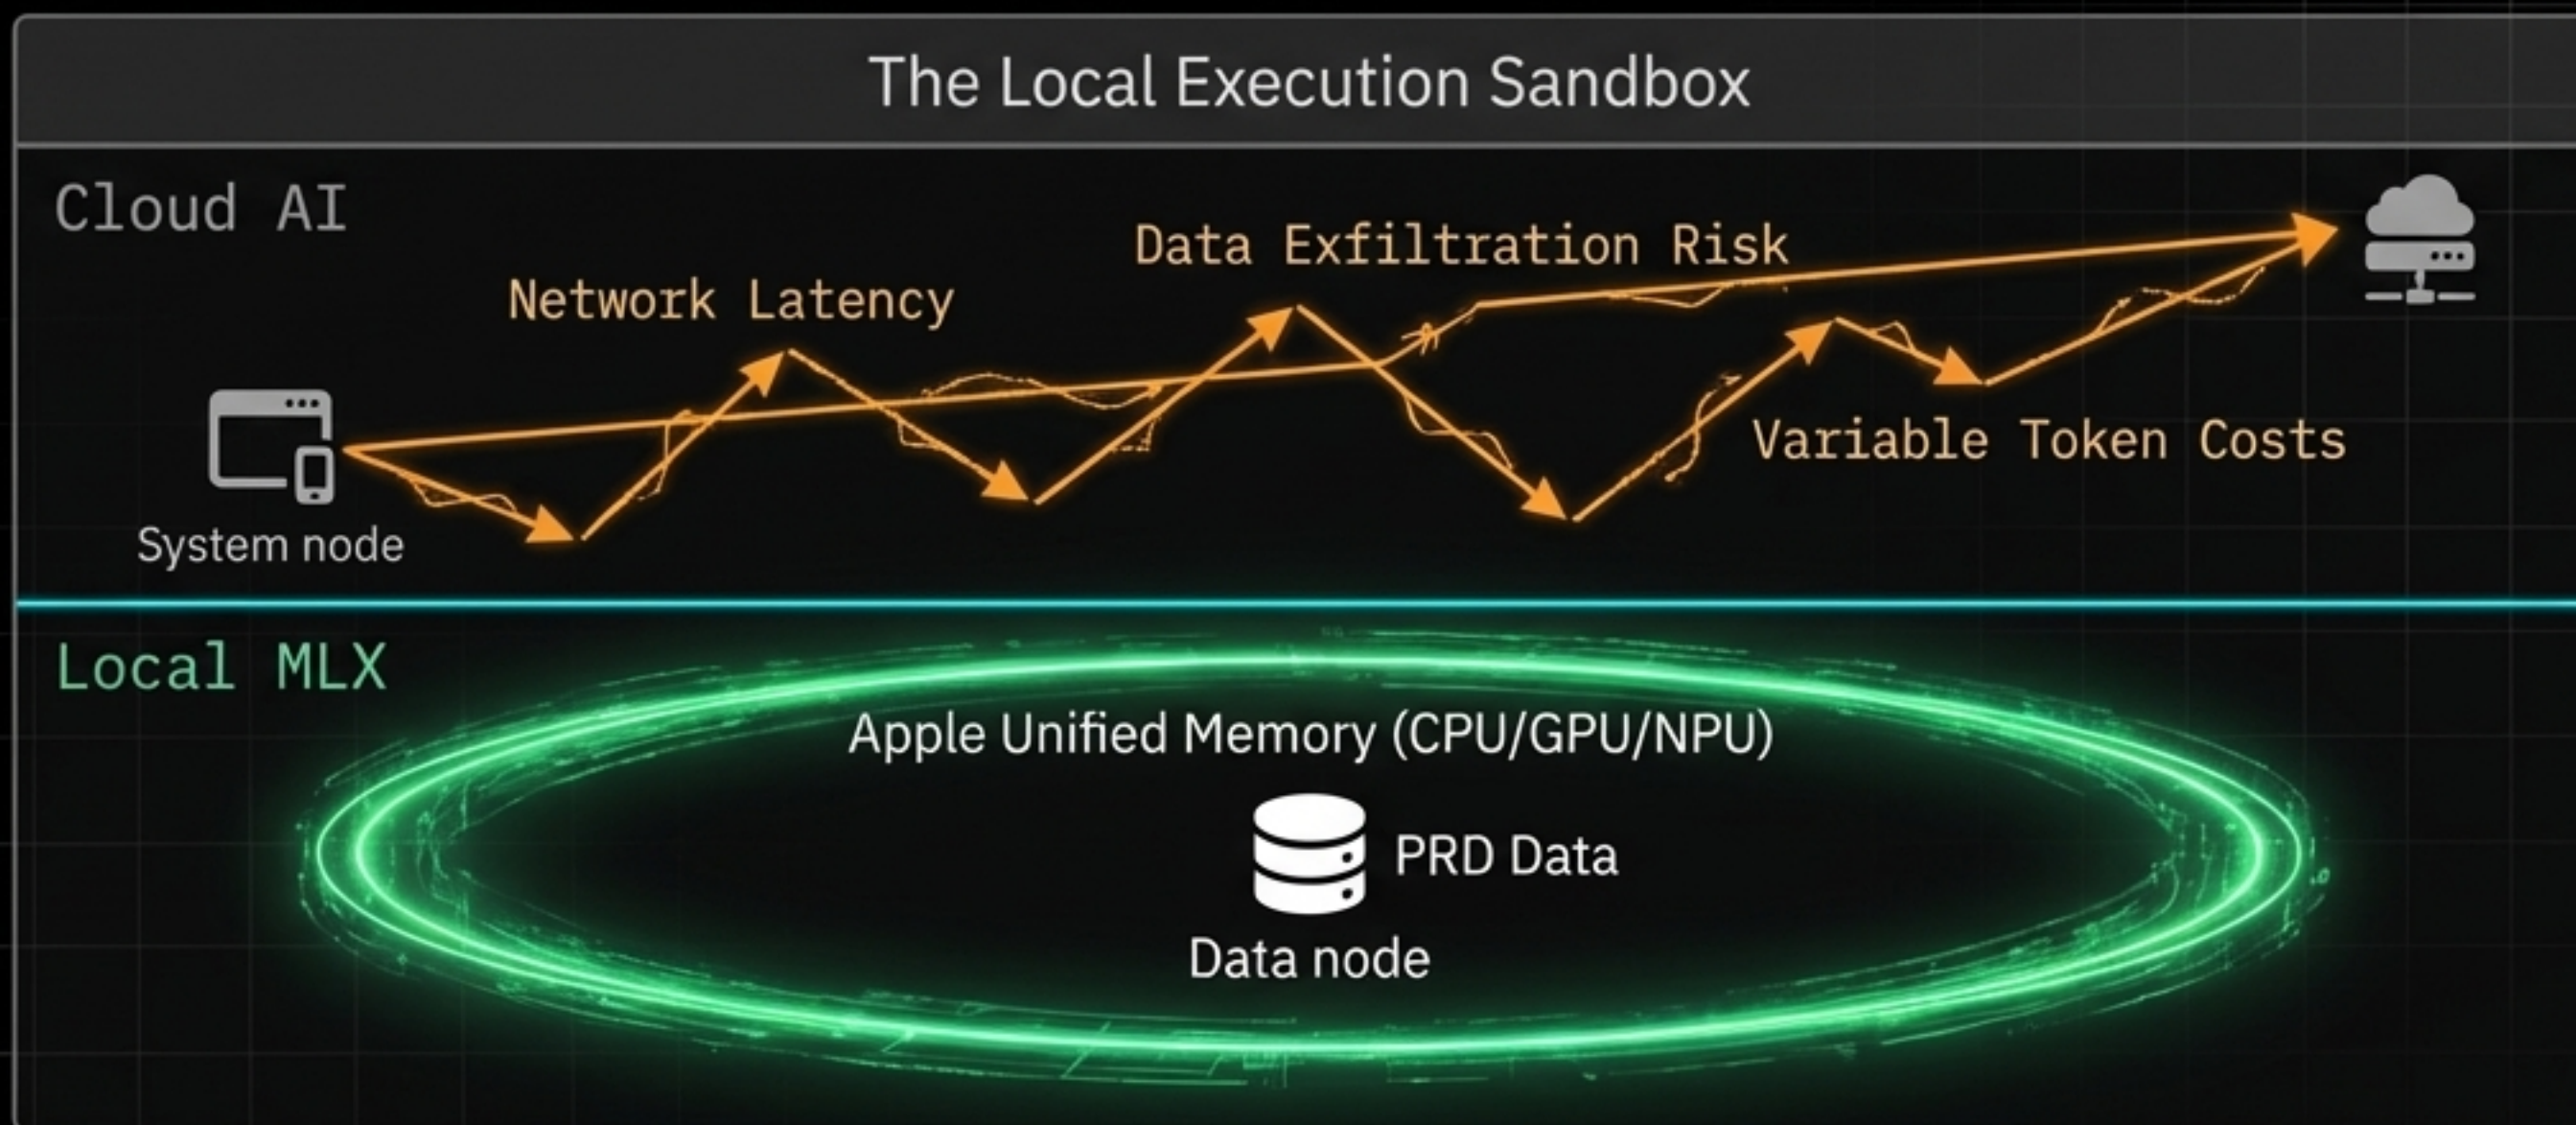 The Local Execution Sandbox
Cloud AI
Network Latency
Data Exfiltration Risk
Variable Token Costs
System node
Local MLX
Apple Unified Memory (CPU/GPU/NPU)
PRD Data
Data node